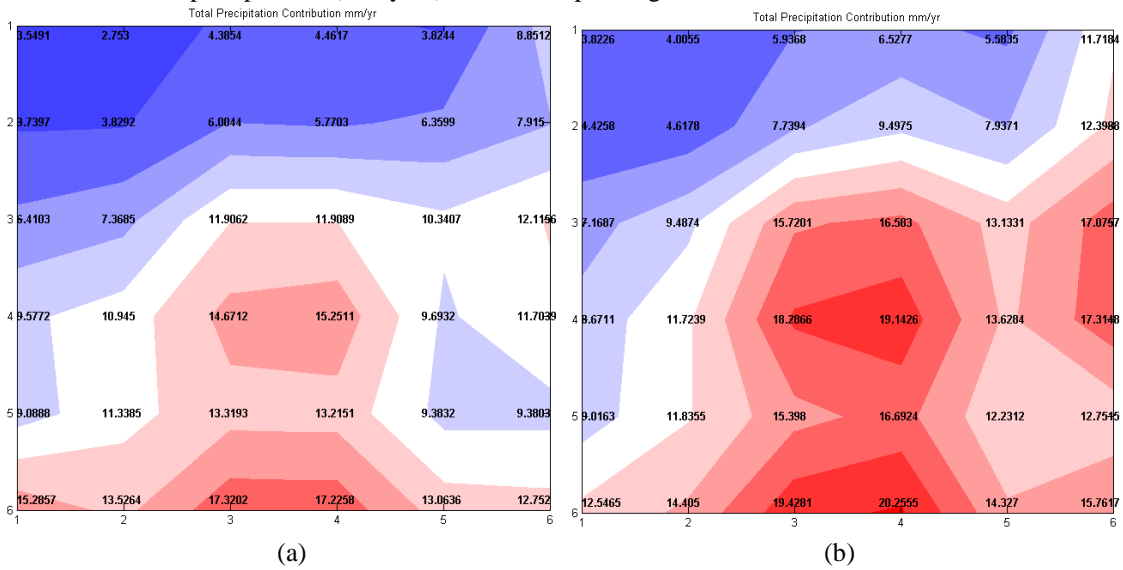 Total Precipitation Contribution mm/yr
1 3.5491 2.753 4.3854 4.4617 3.8244 8.8512
2 3.7397 3.8292 6.0044 5.7703 6.3599 7.915
3 6.4103 7.3685 11.9062 11.9089 10.3407 12.1156
4 9.5772 10.945 14.6712 15.2511 9.6932 11.7039
5 9.0888 11.3385 13.3193 13.2151 9.3832 9.3803
6 15.2857 13.5264 17.3202 17.2258 13.0636 12.752
1 2 3 4 5 6
(a)
Total Precipitation Contribution mm/yr
1 3.8226 4.0055 5.9368 6.5277 5.5835 11.7184
2 4.4258 4.6178 7.7394 9.4975 7.9371 12.3988
3 7.1687 9.4874 15.7201 16.583 13.1331 17.0757
4 8.6711 11.7239 18.2866 19.1426 13.6284 17.3148
5 9.0163 11.8355 15.398 16.6924 12.2312 12.7545
6 12.5465 14.405 19.4281 20.2555 14.327 15.7617
1 2 3 4 5 6
(b)